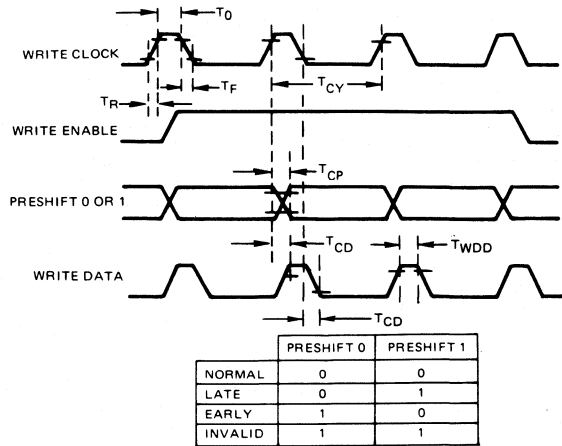 T0
WRITE CLOCK
TR
TF
TCY
WRITE ENABLE
TCP
PRESHIFT 0 OR 1
TCD
TWDD
WRITE DATA
TCD
PRESHIFT 0 PRESHIFT 1
NORMAL 0 0
LATE 0 1
EARLY 1 0
INVALID 1 1